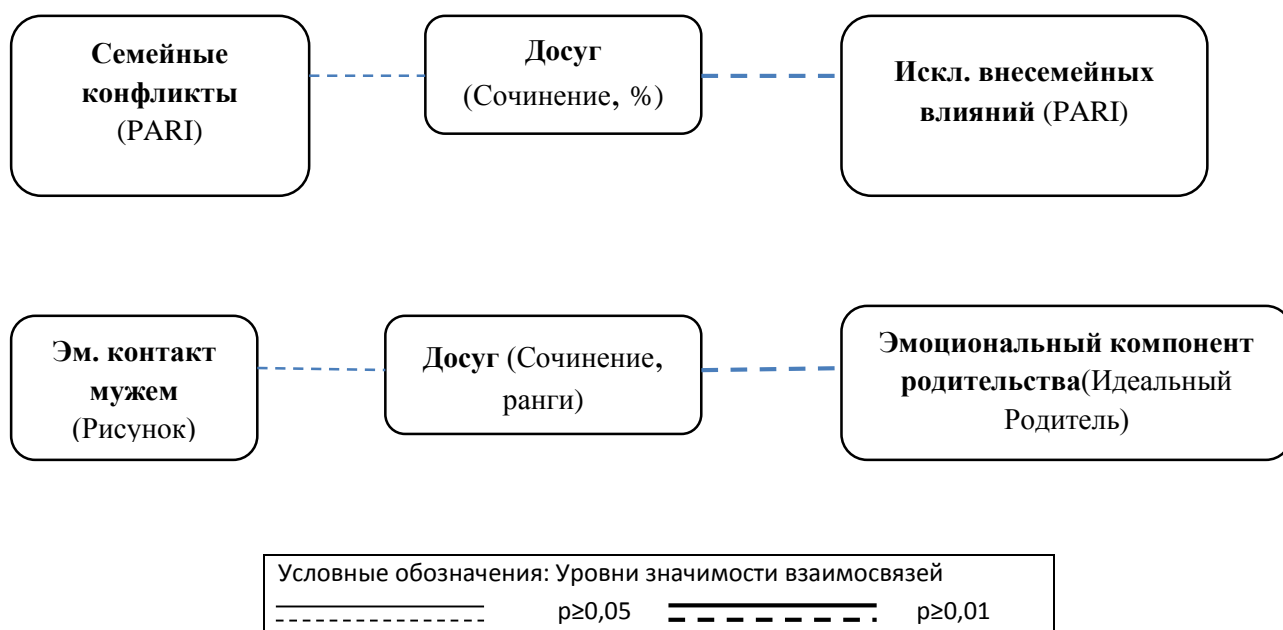 Семейные
конфликты
(PARI)
Досуг
(Сочинение, %)
Искл. внесемейных
влияний (PARI)
Эм. контакт
мужем
(Рисунок)
Досуг (Сочинение,
ранги)
Эмоциональный компонент
родительства(Идеальный
Родитель)
Условные обозначения: Уровни значимости взаимосвязей
p≥0,05 p≥0,01